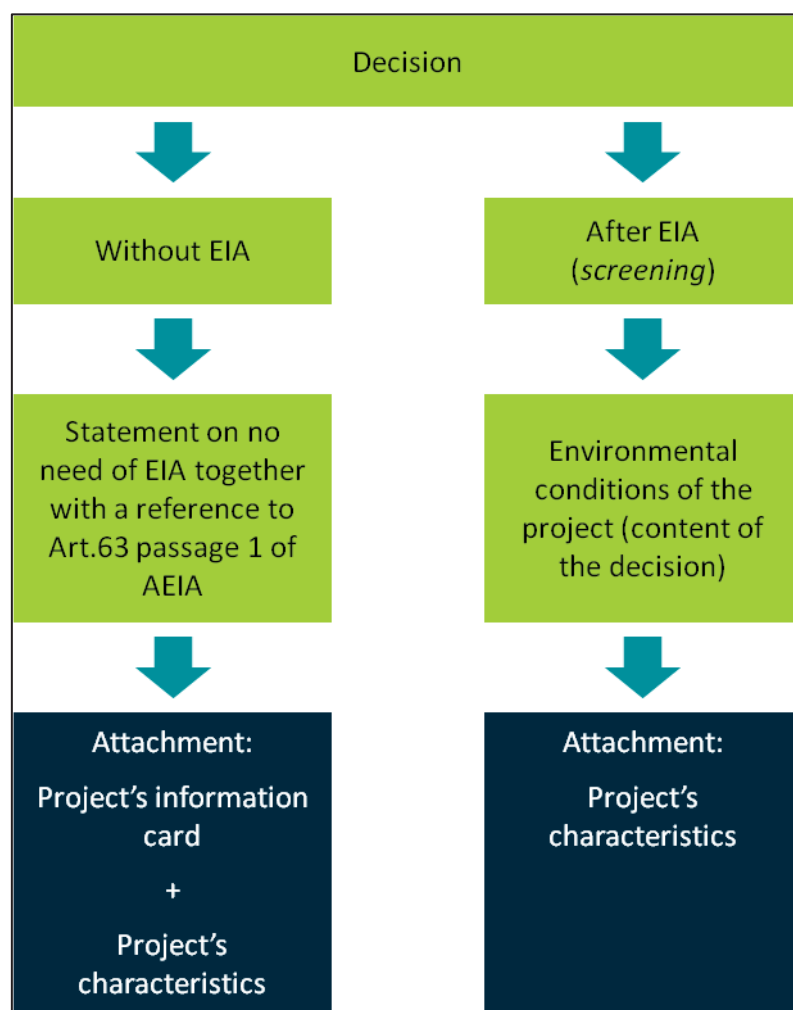 Decision
Without EIA
After EIA
(screening)
Statement on no
need of EIA together
with a reference to
Art.63 passage 1 of
AEIA
Environmental
conditions of the
project (content of
the decision)
Attachment:
Project’s information
card
+
Project’s
characteristics
Attachment:
Project’s
characteristics